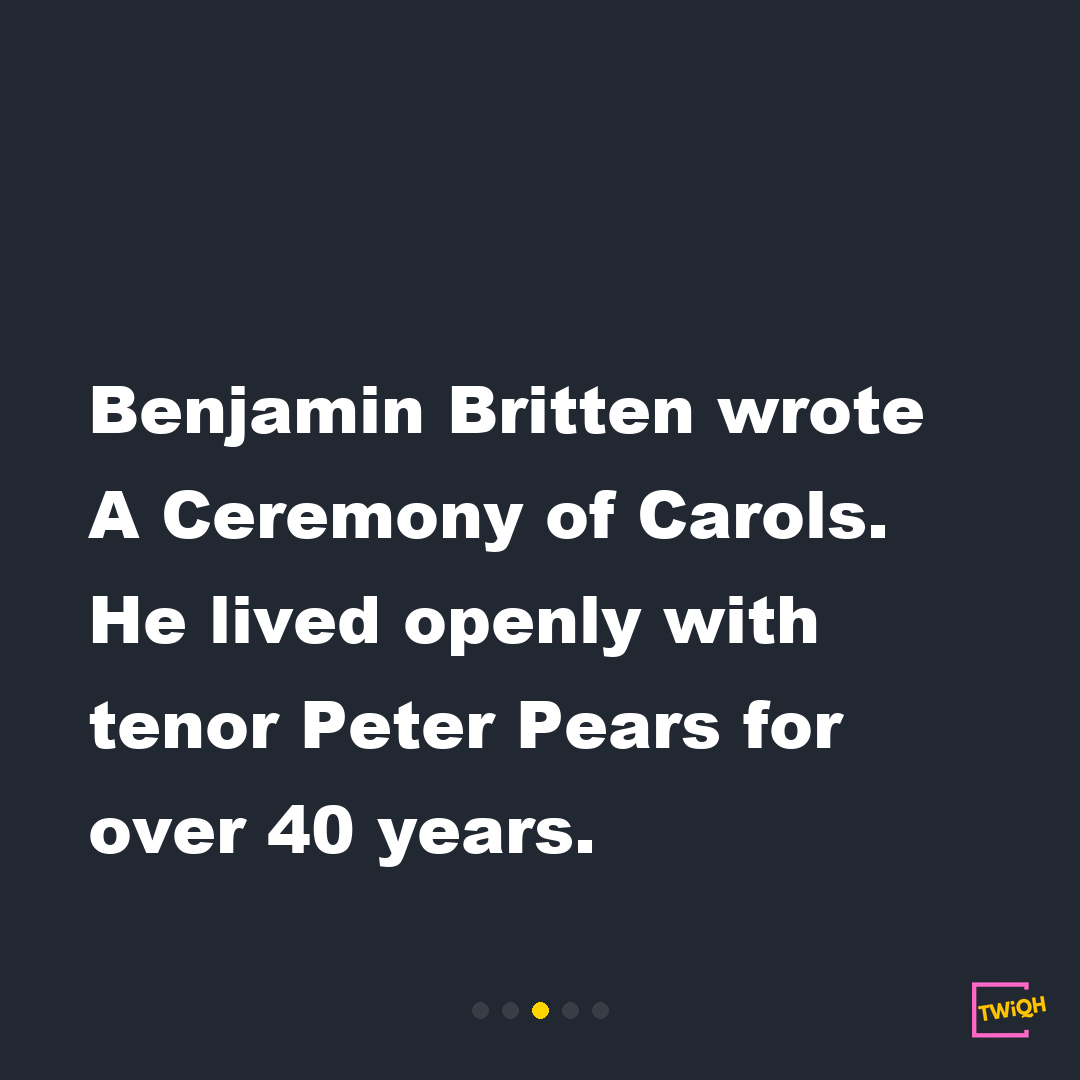 Benjamin Britten wrote
A Ceremony of Carols.
He lived openly with
tenor Peter Pears for
over 40 years.
TWiQH